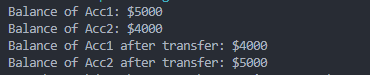 Balance of Acc1: $5000
Balance of Acc2: $4000
Balance of Acc1 after transfer: $4000
Balance of Acc2 after transfer: $5000